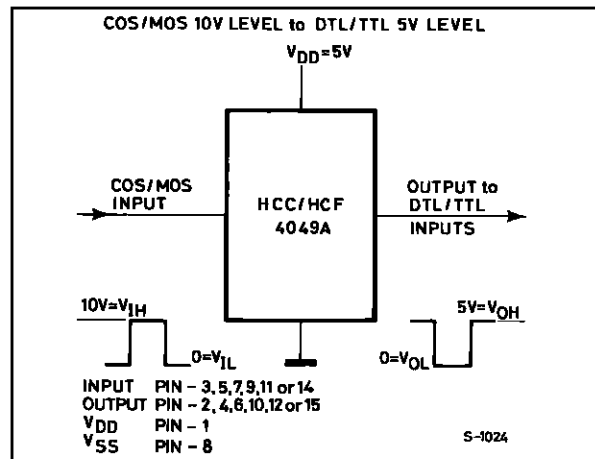 COS/MOS 10V LEVEL to DTL/TTL 5V LEVEL
VDD=5V
COS/MOS
INPUT
HCC/HCF
4049A
OUTPUT to
DTL/TTL
INPUTS
10V=VIH
0=VIL
5V=VOH
0=VOL
INPUT PIN - 3,5,7,9,11 or 14
OUTPUT PIN - 2,4,6,10,12 or 15
VDD PIN - 1
VSS PIN - 8
S-1024